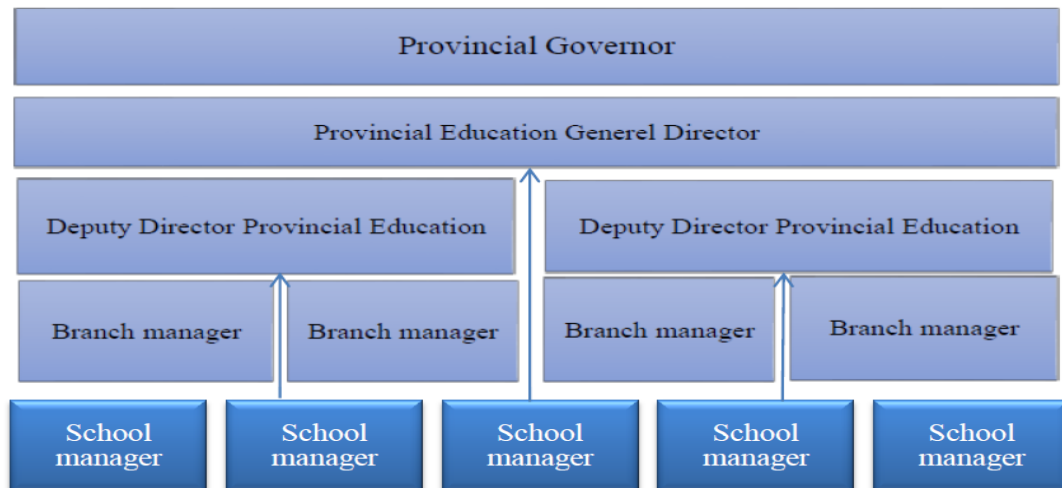 Provincial Governor
Provincial Education Generel Director
Deputy Director Provincial Education
Deputy Director Provincial Education
Branch manager
Branch manager
Branch manager
Branch manager
School
manager
School
manager
School
manager
School
manager
School
manager